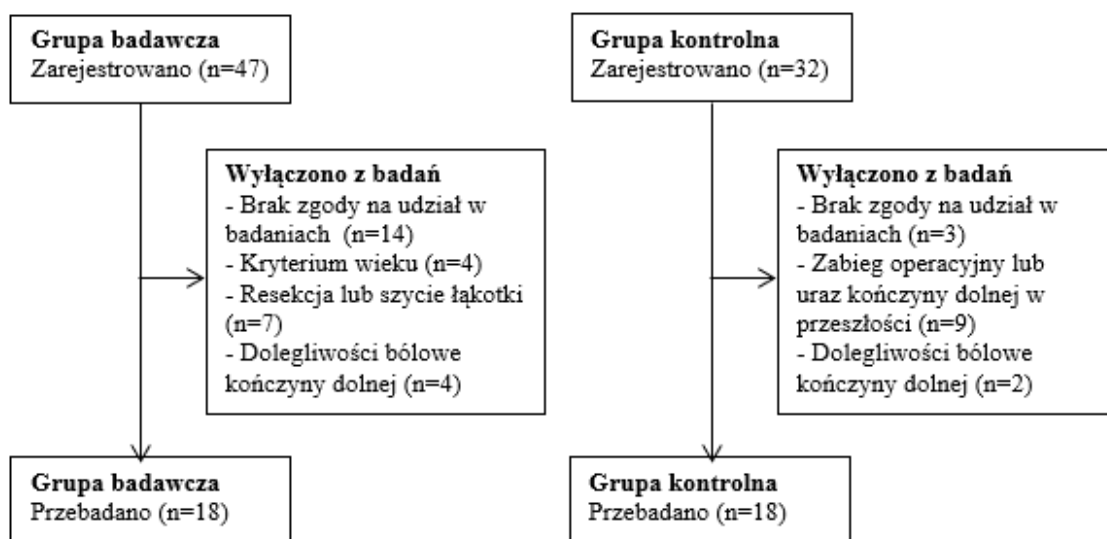 Grupa badawcza
Zarejestrowano (n=47)
Grupa kontrolna
Zarejestrowano (n=32)
Wyłączono z badań
- Brak zgody na udział w
badaniach (n=14)
- Kryterium wieku (n=4)
- Resekcja lub szycie łąkotki
(n=7)
- Dolegliwości bólowe
kończyny dolnej (n=4)
Wyłączono z badań
- Brak zgody na udział w
badaniach (n=3)
- Zabieg operacyjny lub
uraz kończyny dolnej w
przeszłości (n=9)
- Dolegliwości bólowe
kończyny dolnej (n=2)
Grupa badawcza
Przebadano (n=18)
Grupa kontrolna
Przebadano (n=18)